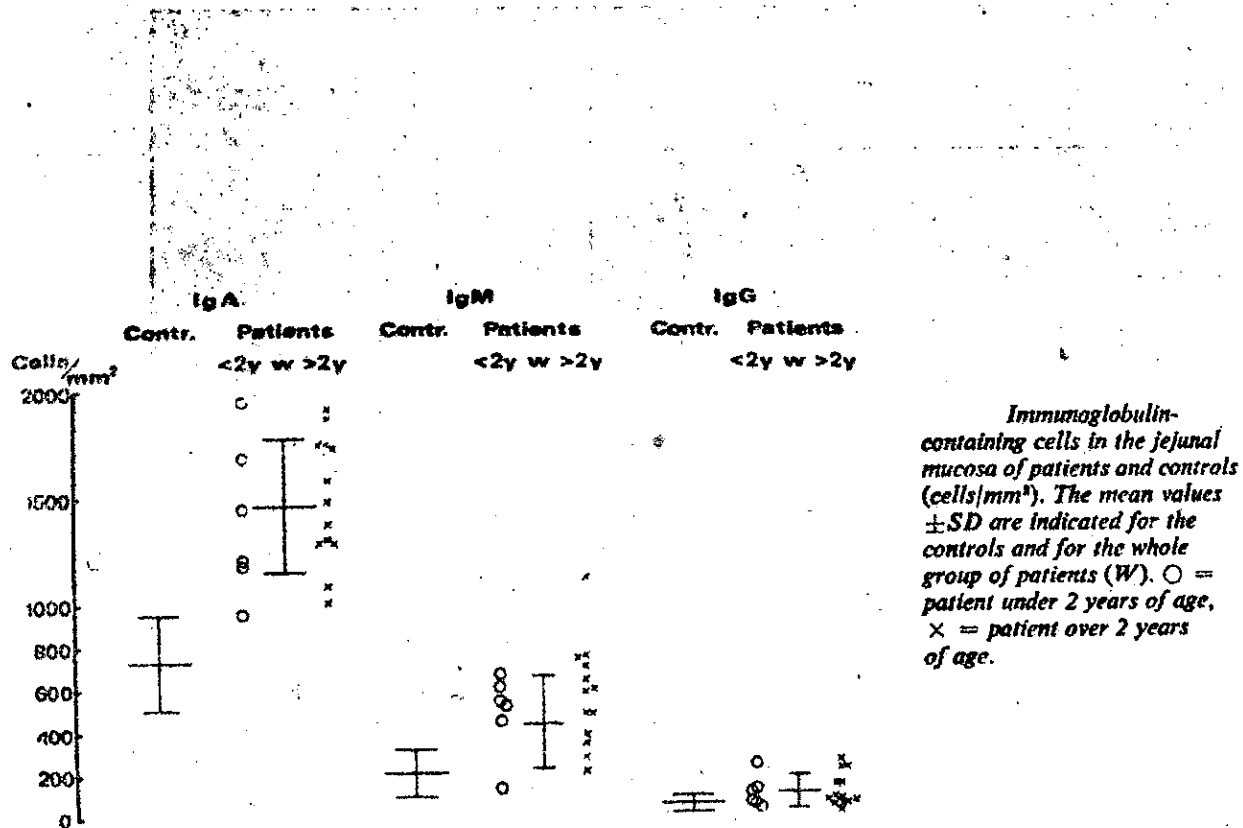 IgA IgM IgG
Contr. Patients Contr. Patients Contr. Patients
<2y w >2y <2y w >2y <2y w >2y
Cells/mm²
2000
1500
1000
800
600
400
200
0
Immunoglobulin-
containing cells in the jejunal
mucosa of patients and controls
(cells/mm²). The mean values
±SD are indicated for the
controls and for the whole
group of patients (W). O =
patient under 2 years of age,
× = patient over 2 years
of age.